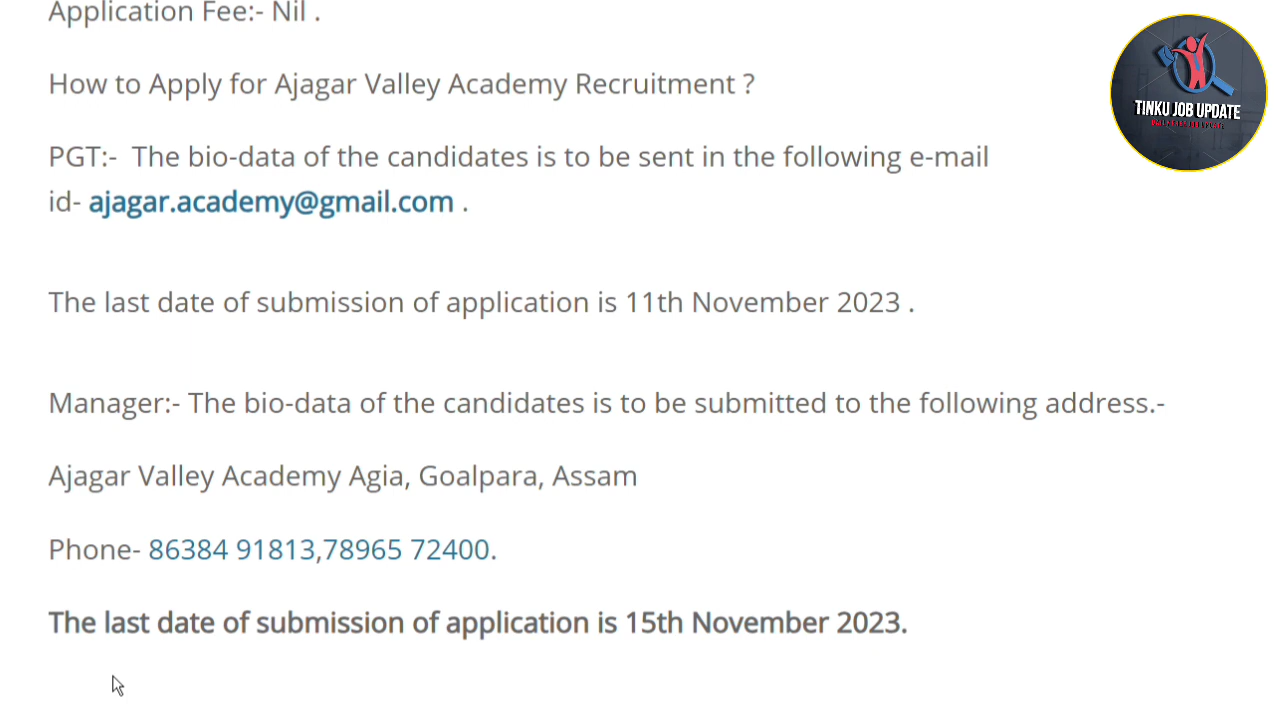 Application Fee:- Nil .
How to Apply for Ajagar Valley Academy Recruitment ?
PGT:-  The bio-data of the candidates is to be sent in the following e-mail
id- ajagar.academy@gmail.com .
The last date of submission of application is 11th November 2023 .
Manager:- The bio-data of the candidates is to be submitted to the following address.-
Ajagar Valley Academy Agia, Goalpara, Assam
Phone- 86384 91813,78965 72400.
The last date of submission of application is 15th November 2023.
TINKU JOB UPDATE